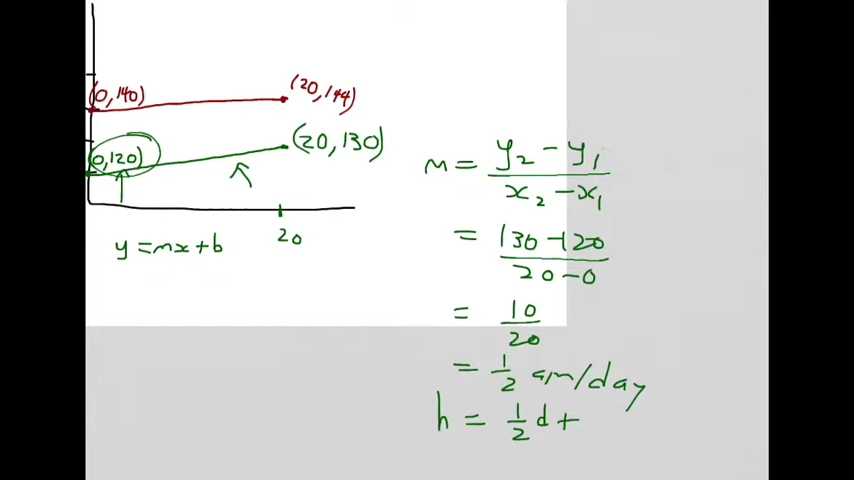 (0,140)
(20,144)
(0,120)
(20,130)
20
y = mx + b
m = y₂ - y₁ / x₂ - x₁
= 130 - 120 / 20 - 0
= 10 / 20
= 1/2 cm/day
h = 1/2 d +